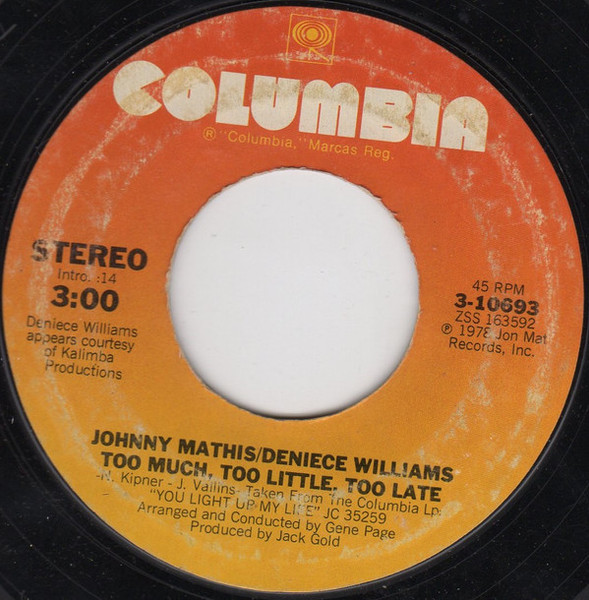 COLUMBIA
® "Columbia," Marcas Reg.
STEREO
Intro. :14
3:00
Deniece Williams
appears courtesy
of Kalimba
Productions
45 RPM
3-10693
ZSS 163592
℗ 1978 Jon Mat
Records, Inc.
JOHNNY MATHIS/DENIECE WILLIAMS
TOO MUCH, TOO LITTLE, TOO LATE
-N. Kipner - J. Vallins- Taken From The Columbia Lp.
"YOU LIGHT UP MY LIFE" JC 35259
Arranged and Conducted by Gene Page
Produced by Jack Gold